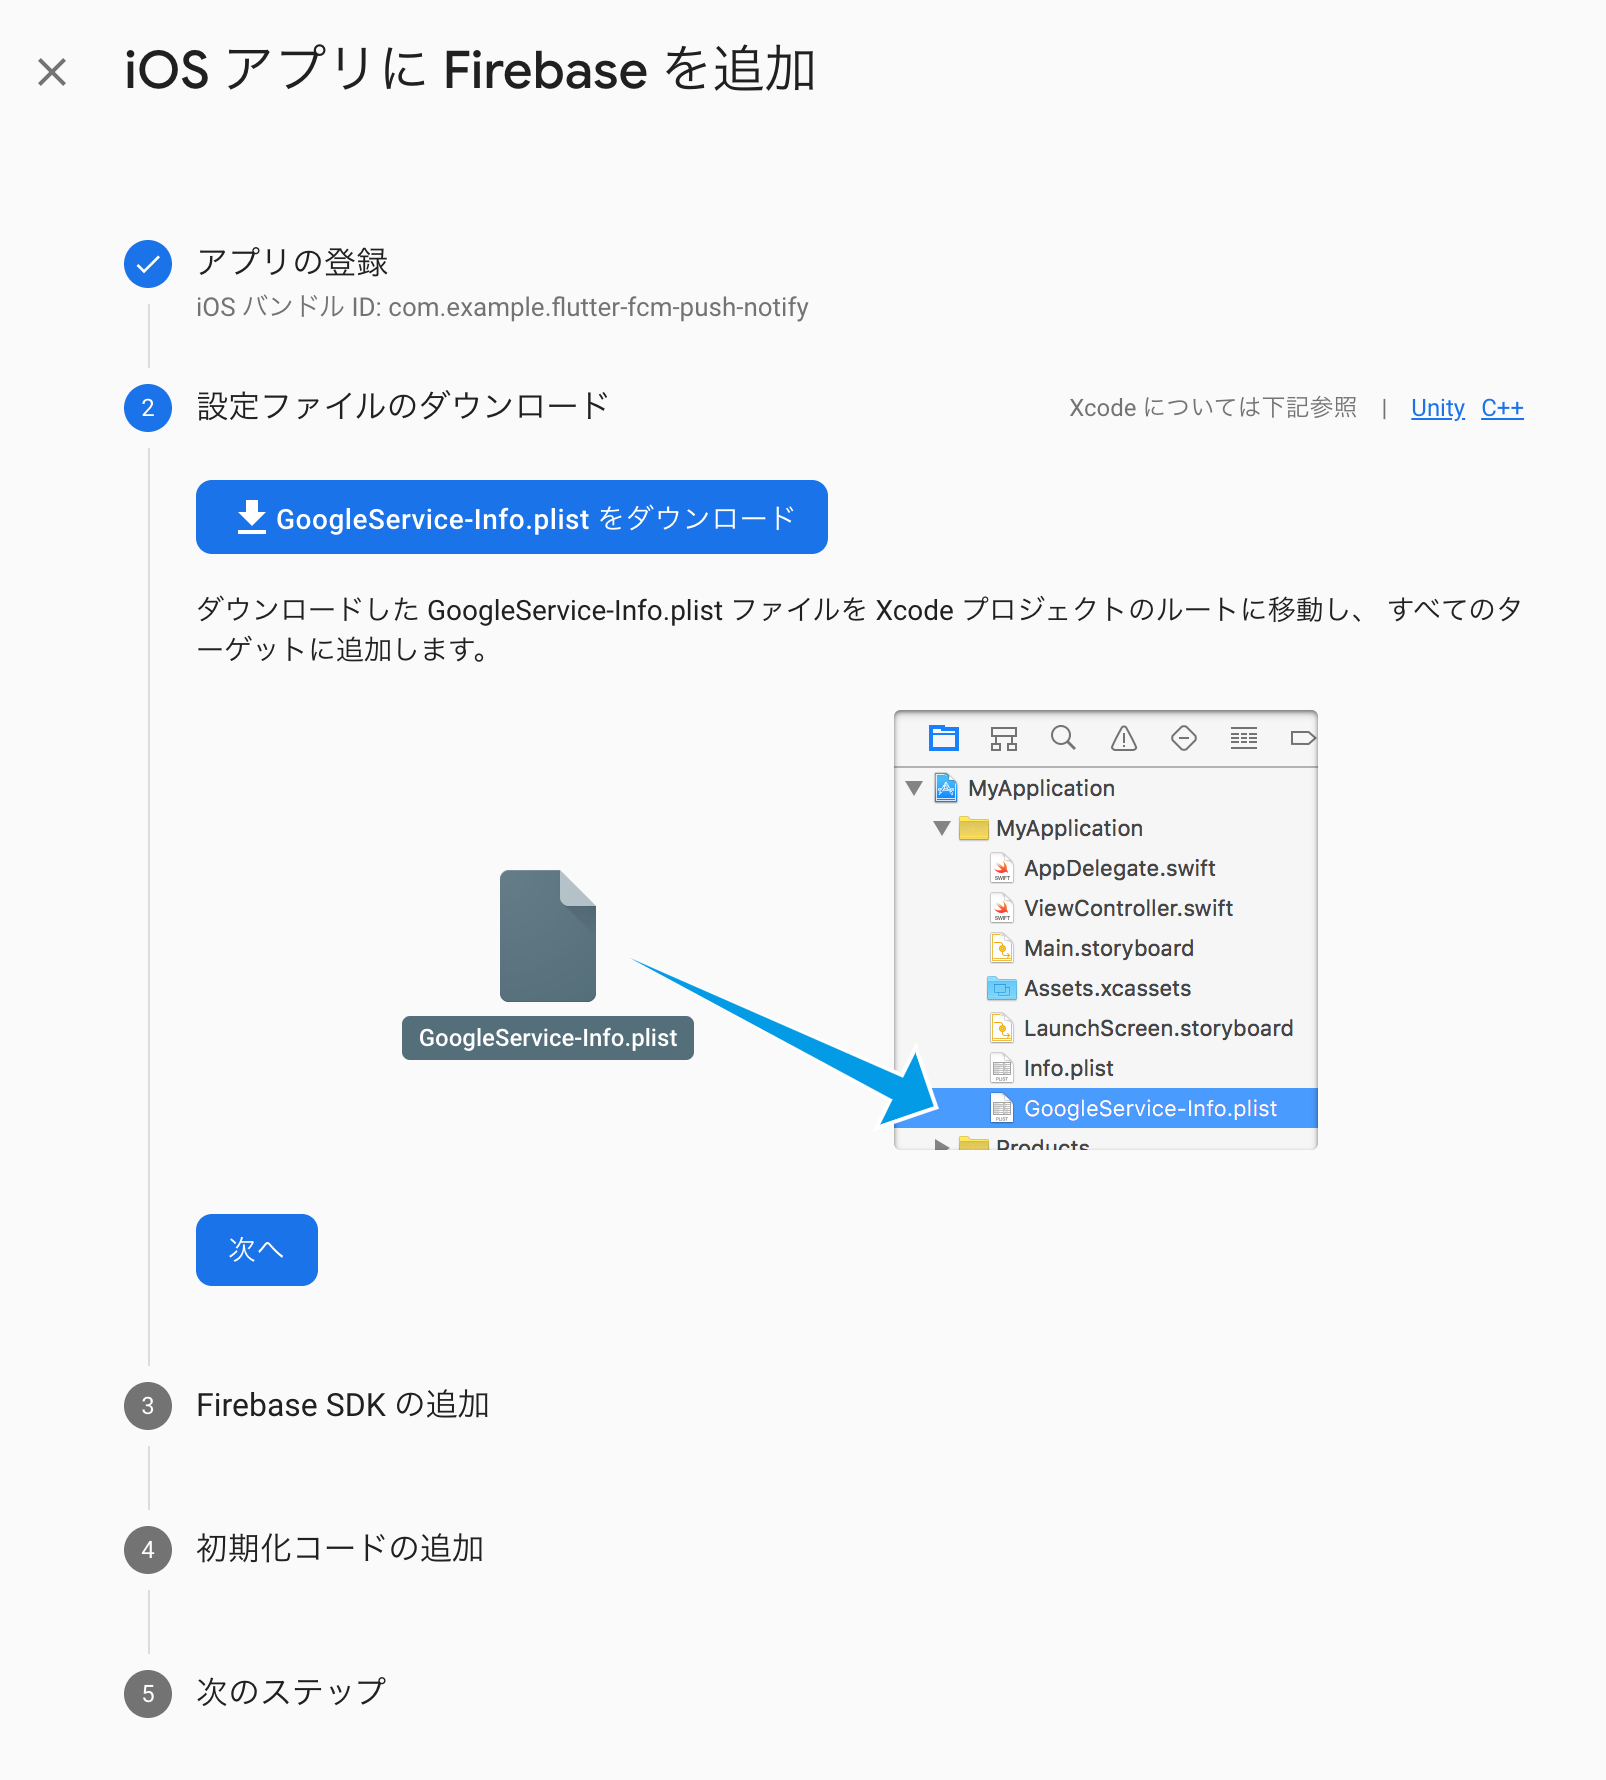 iOS アプリに Firebase を追加
アプリの登録
iOS バンドル ID: com.example.flutter-fcm-push-notify
2 設定ファイルのダウンロード
Xcode については下記参照 | Unity C++
GoogleService-Info.plist をダウンロード
ダウンロードした GoogleService-Info.plist ファイルを Xcode プロジェクトのルートに移動し、 すべてのタ
ーゲットに追加します。
GoogleService-Info.plist
MyApplication
MyApplication
SWIFT AppDelegate.swift
SWIFT ViewController.swift
Main.storyboard
Assets.xcassets
LaunchScreen.storyboard
PLIST Info.plist
PLIST GoogleService-Info.plist
Products
次へ
3 Firebase SDK の追加
4 初期化コードの追加
5 次のステップ